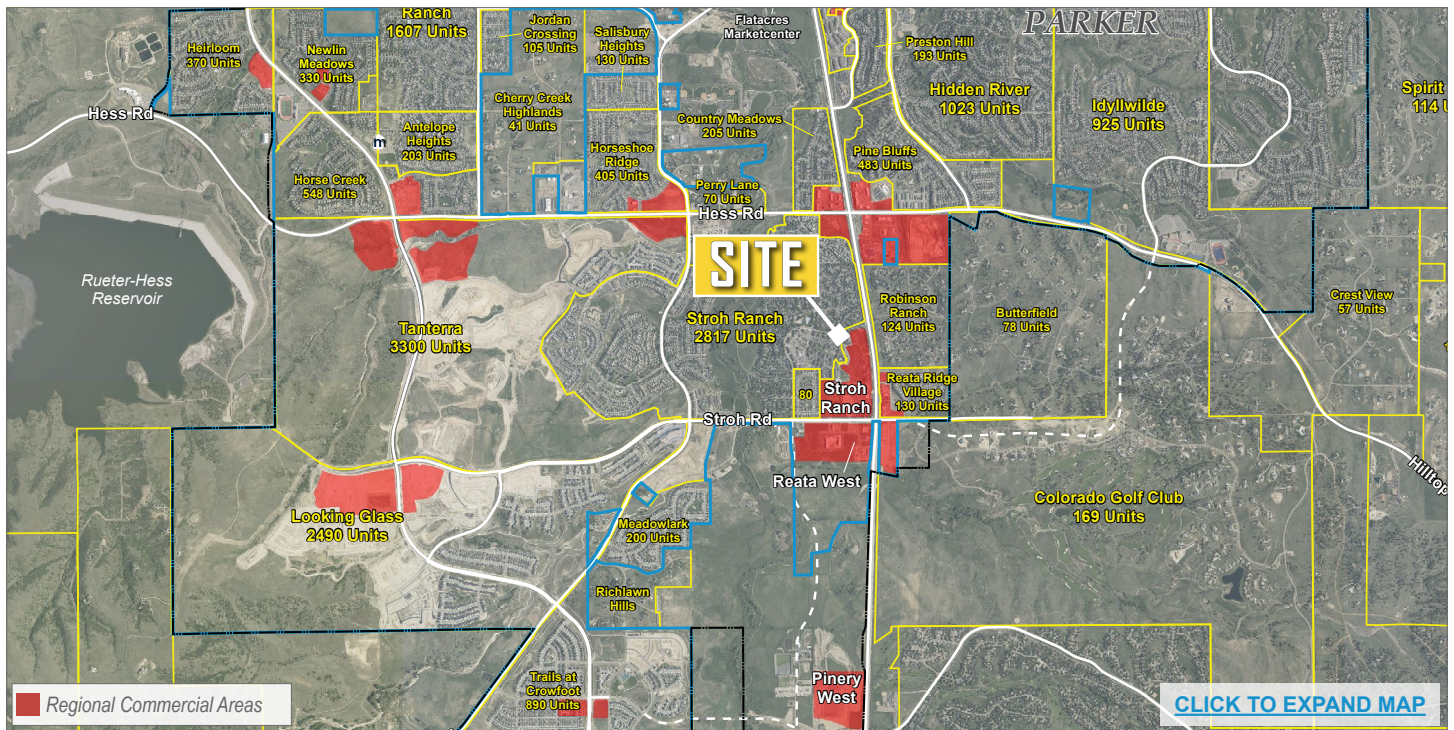 Ranch
1607 Units
Jordan
Crossing
105 Units
Salisbury
Heights
130 Units
Flatacres
Marketcenter
PARKER
Heirloom
370 Units
Newlin
Meadows
330 Units
Preston Hill
193 Units
Hidden River
1023 Units
Idyllwilde
925 Units
Spirit
114
Hess Rd
Cherry Creek
Highlands
41 Units
Country Meadows
205 Units
m
Antelope
Heights
203 Units
Horseshoe
Ridge
405 Units
Pine Bluffs
483 Units
Horse Creek
548 Units
Perry Lane
70 Units
Hess Rd
SITE
Rueter-Hess
Reservoir
Tanterra
3300 Units
Stroh Ranch
2817 Units
Robinson
Ranch
124 Units
Butterfield
78 Units
Crest View
57 Units
80
Stroh
Ranch
Reata Ridge
Village
130 Units
Stroh Rd
Reata West
Hilltop
Looking Glass
2490 Units
Meadowlark
200 Units
Colorado Golf Club
169 Units
Richlawn
Hills
Trails at
Crowfoot
890 Units
Pinery
West
Regional Commercial Areas
CLICK TO EXPAND MAP